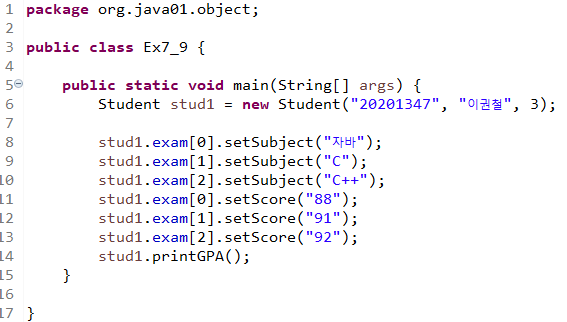 1 package org.java01.object;
2
3 public class Ex7_9 {
4
5 public static void main(String[] args) {
6 Student stud1 = new Student("20201347", "이권철", 3);
7
8 stud1.exam[0].setSubject("자바");
9 stud1.exam[1].setSubject("C");
10 stud1.exam[2].setSubject("C++");
11 stud1.exam[0].setScore("88");
12 stud1.exam[1].setScore("91");
13 stud1.exam[2].setScore("92");
14 stud1.printGPA();
15 }
16
17 }